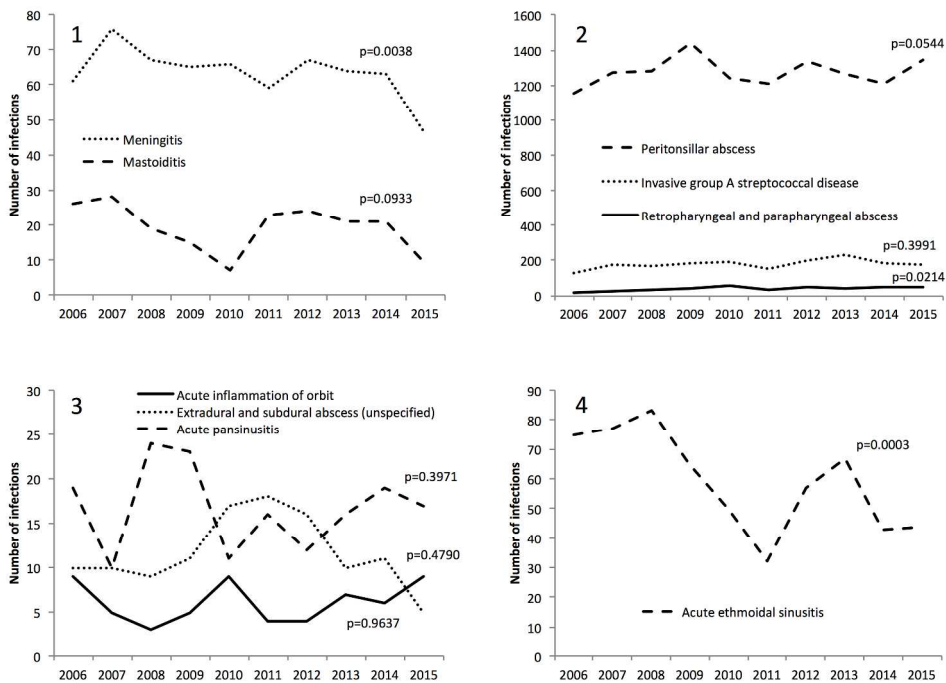 1
80
70
60
50
40
30
20
10
0
Number of infections
p=0.0038
Meningitis
Mastoiditis
p=0.0933
2006 2007 2008 2009 2010 2011 2012 2013 2014 2015
2
1600
1400
1200
1000
800
600
400
200
0
Number of infections
p=0.0544
Peritonsillar abscess
Invasive group A streptococcal disease
Retropharyngeal and parapharyngeal abscess
p=0.3991
p=0.0214
2006 2007 2008 2009 2010 2011 2012 2013 2014 2015
3
30
25
20
15
10
5
0
Number of infections
Acute inflammation of orbit
Extradural and subdural abscess (unspecified)
Acute pansinusitis
p=0.3971
p=0.4790
p=0.9637
2006 2007 2008 2009 2010 2011 2012 2013 2014 2015
4
90
80
70
60
50
40
30
20
10
0
Number of infections
p=0.0003
Acute ethmoidal sinusitis
2006 2007 2008 2009 2010 2011 2012 2013 2014 2015